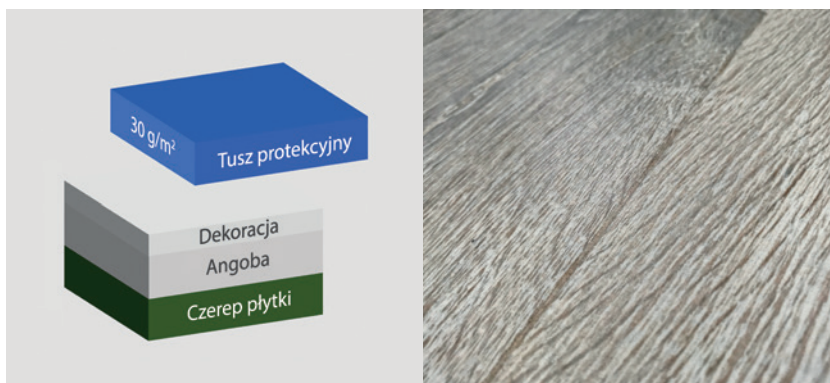 30 g/m²
Tusz protekcyjny
Dekoracja
Angoba
Czerep płytki